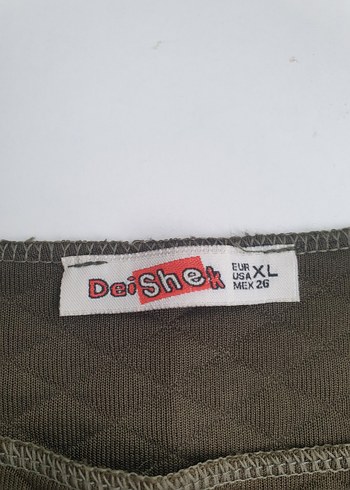 DeiShek
EUR
USA XL
MEX 26